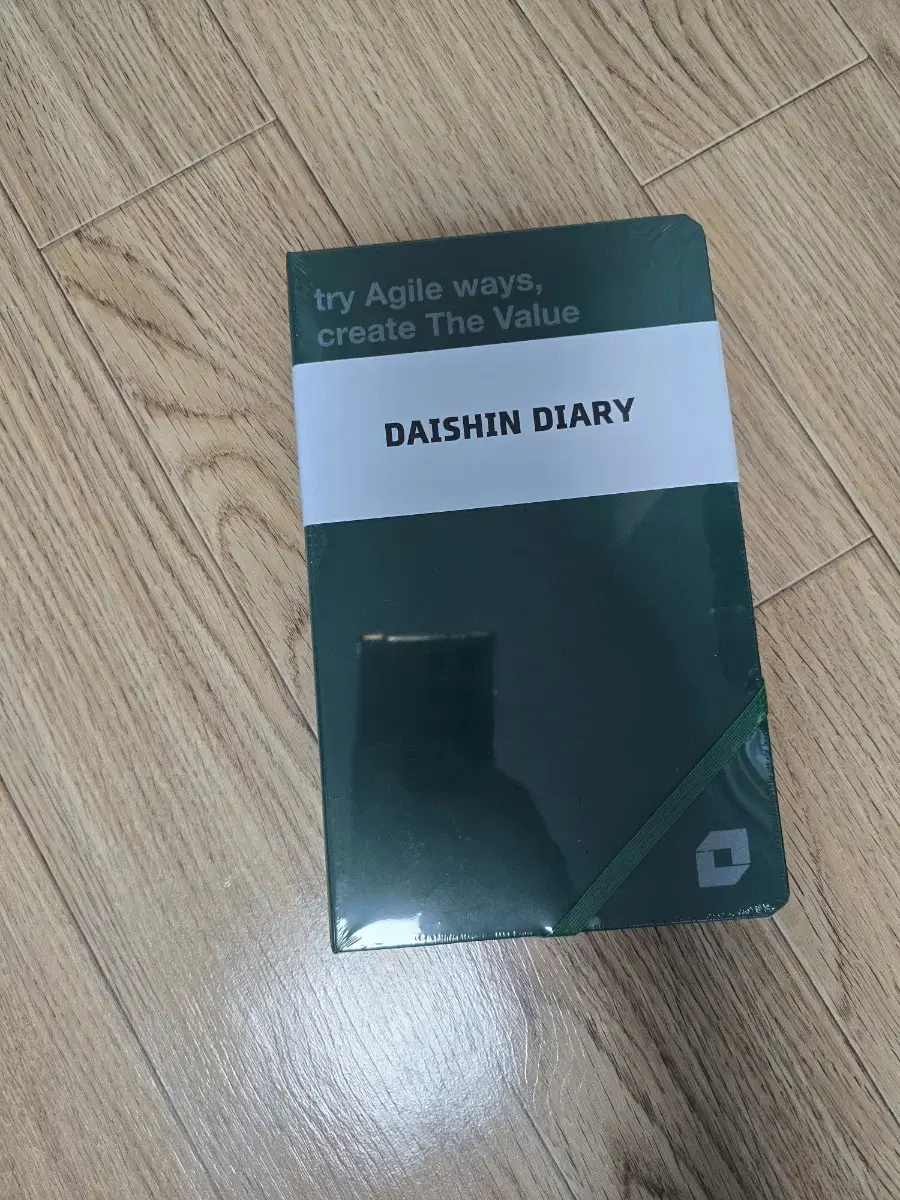 try Agile ways,
create The Value
DAISHIN DIARY